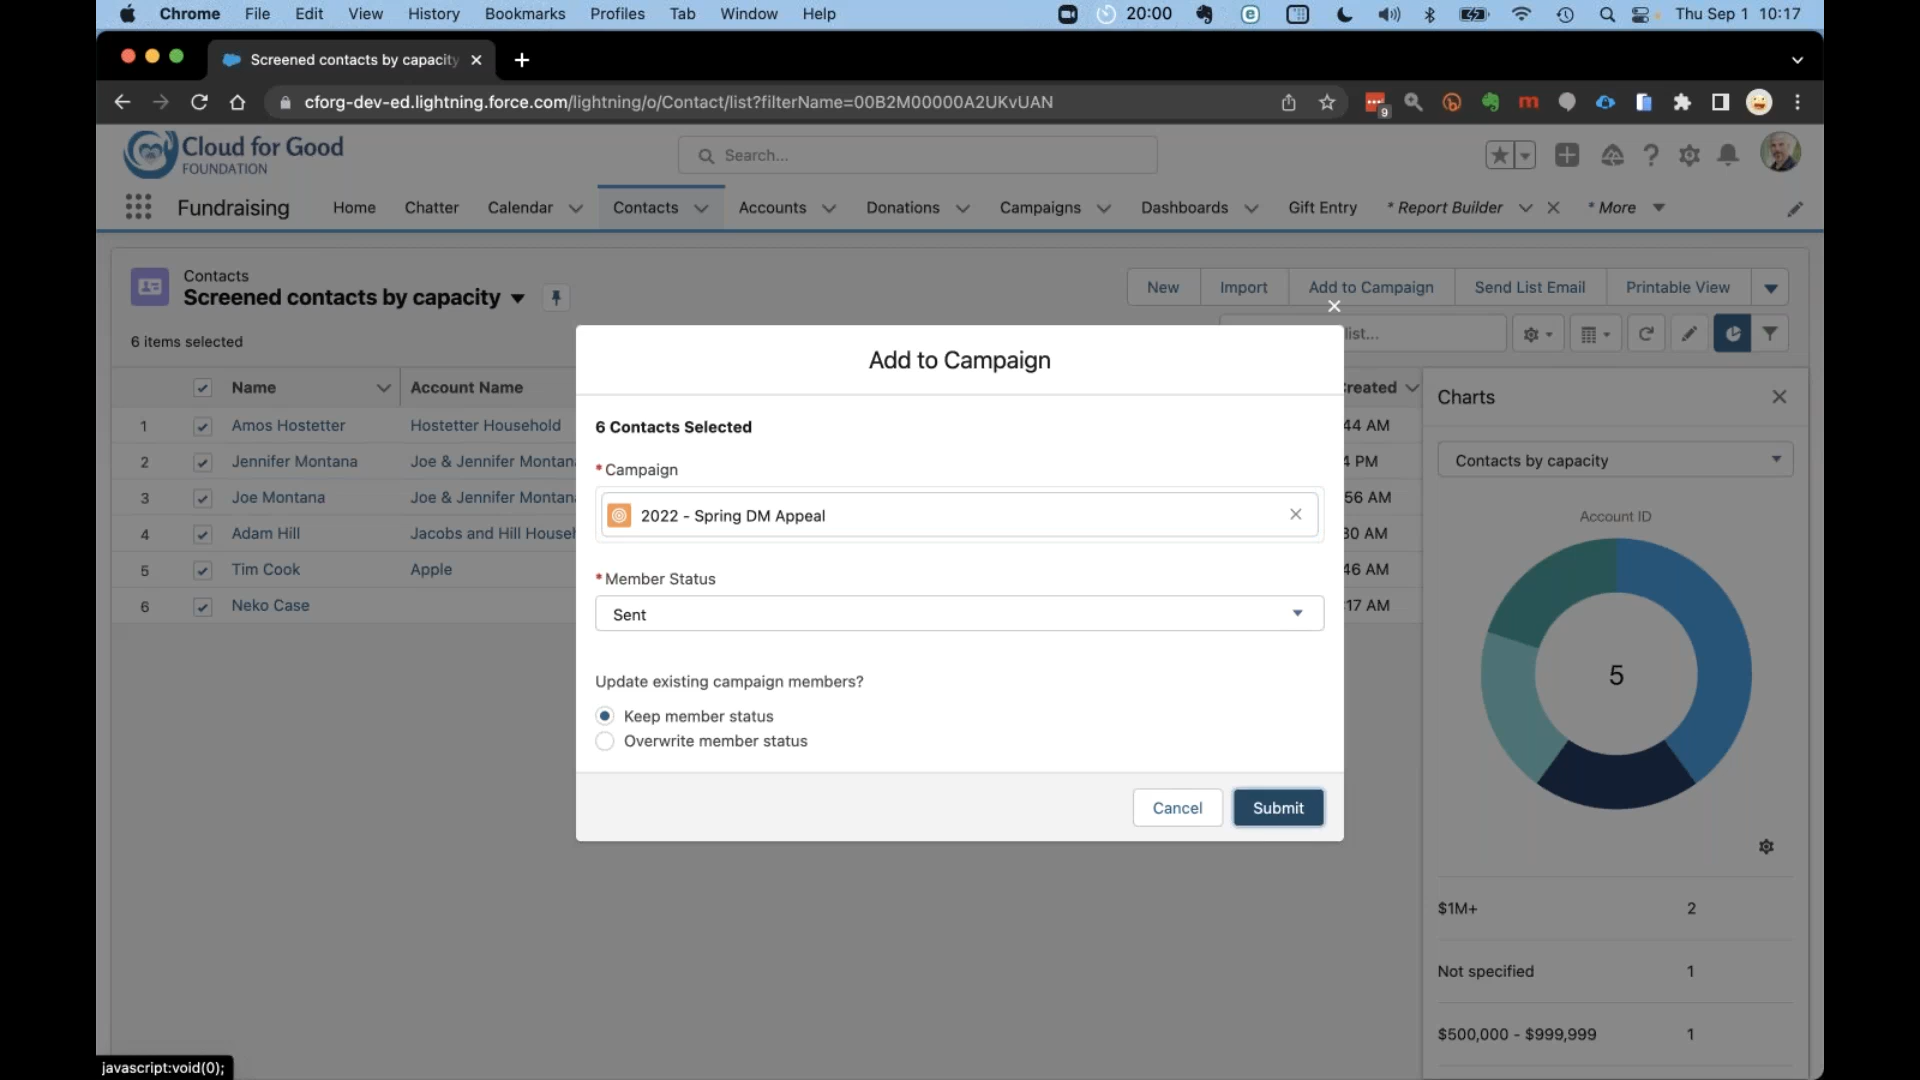 Chrome File Edit View History Bookmarks Profiles Tab Window Help 20:00 Thu Sep 1 10:17
Screened contacts by capacity
cforg-dev-ed.lightning.force.com/lightning/o/Contact/list?filterName=00B2M00000A2UKvUAN 9
Cloud for Good
FOUNDATION
Search...
Fundraising Home Chatter Calendar Contacts Accounts Donations Campaigns Dashboards Gift Entry * Report Builder * More
Contacts
Screened contacts by capacity
New Import Add to Campaign Send List Email Printable View
6 items selected
list...
Name Account Name
1 Amos Hostetter Hostetter Household 44 AM
2 Jennifer Montana Joe & Jennifer Montan 4 PM
3 Joe Montana Joe & Jennifer Montan 56 AM
4 Adam Hill Jacobs and Hill Househ 30 AM
5 Tim Cook Apple 46 AM
6 Neko Case 17 AM
Add to Campaign
6 Contacts Selected
*Campaign
2022 - Spring DM Appeal
*Member Status
Sent
Update existing campaign members?
Keep member status
Overwrite member status
Cancel Submit
Charts
Contacts by capacity
Account ID
5
$1M+ 2
Not specified 1
$500,000 - $999,999 1
javascript:void(0);